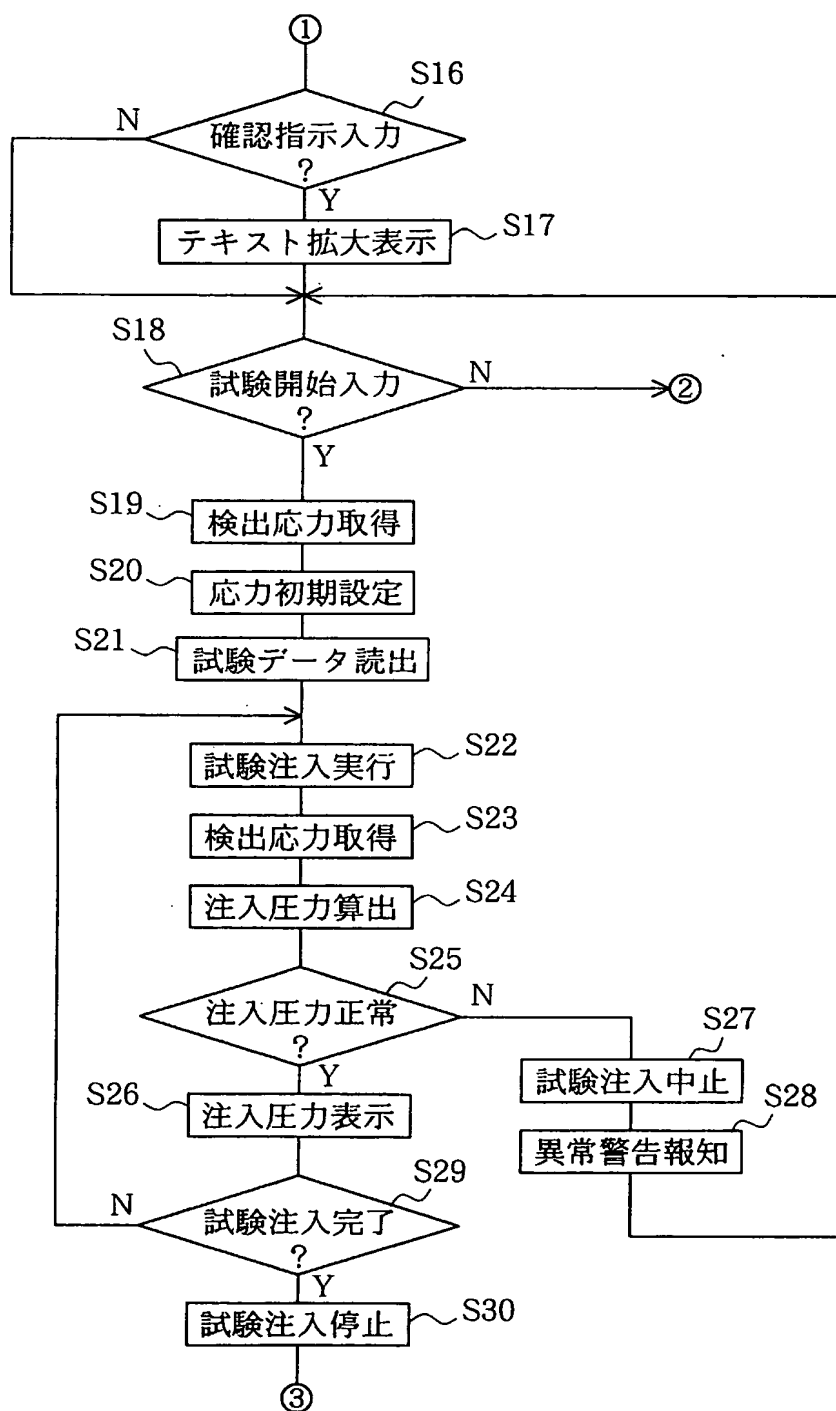 ①
S16
N
確認指示入力
?
Y
テキスト拡大表示
S17
S18
試験開始入力
?
N
②
Y
S19
検出応力取得
S20
応力初期設定
S21
試験データ読出
試験注入実行
S22
検出応力取得
S23
注入圧力算出
S24
S25
注入圧力正常
?
N
Y
S27
試験注入中止
S28
異常警告報知
S26
注入圧力表示
S29
N
試験注入完了
?
Y
試験注入停止
S30
③